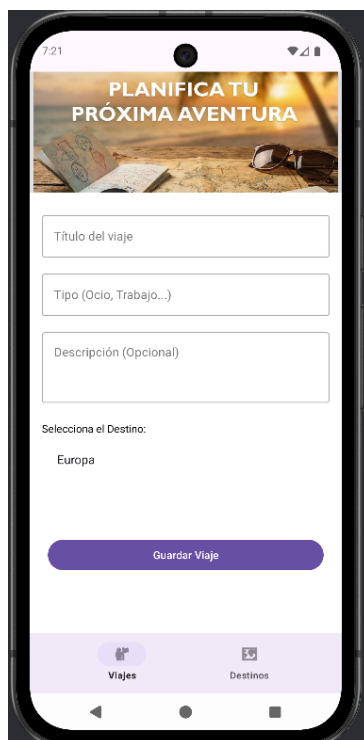 7:21
PLANIFICA TU
PRÓXIMA AVENTURA
Título del viaje
Tipo (Ocio, Trabajo...)
Descripción (Opcional)
Selecciona el Destino:
Europa
Guardar Viaje
Viajes
Destinos